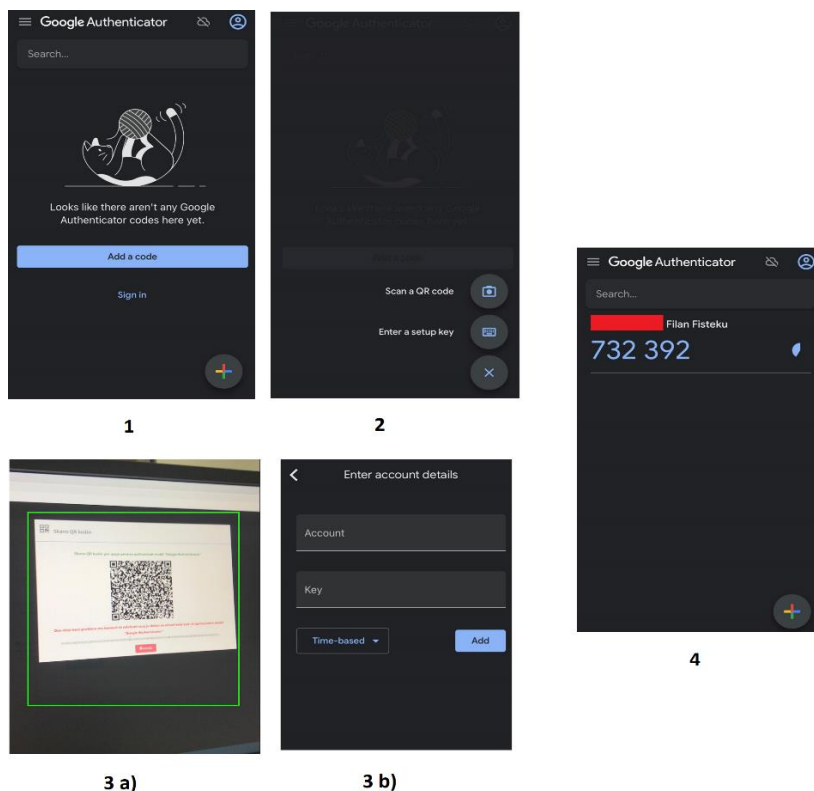 Google Authenticator
Search...
Looks like there aren't any Google
Authenticator codes here yet.
Add a code
Sign in
1
Scan a QR code
Enter a setup key
2
Google Authenticator
Search...
Filan Fisteku
732 392
4
3 a)
Enter account details
Account
Key
Time-based
Add
3 b)